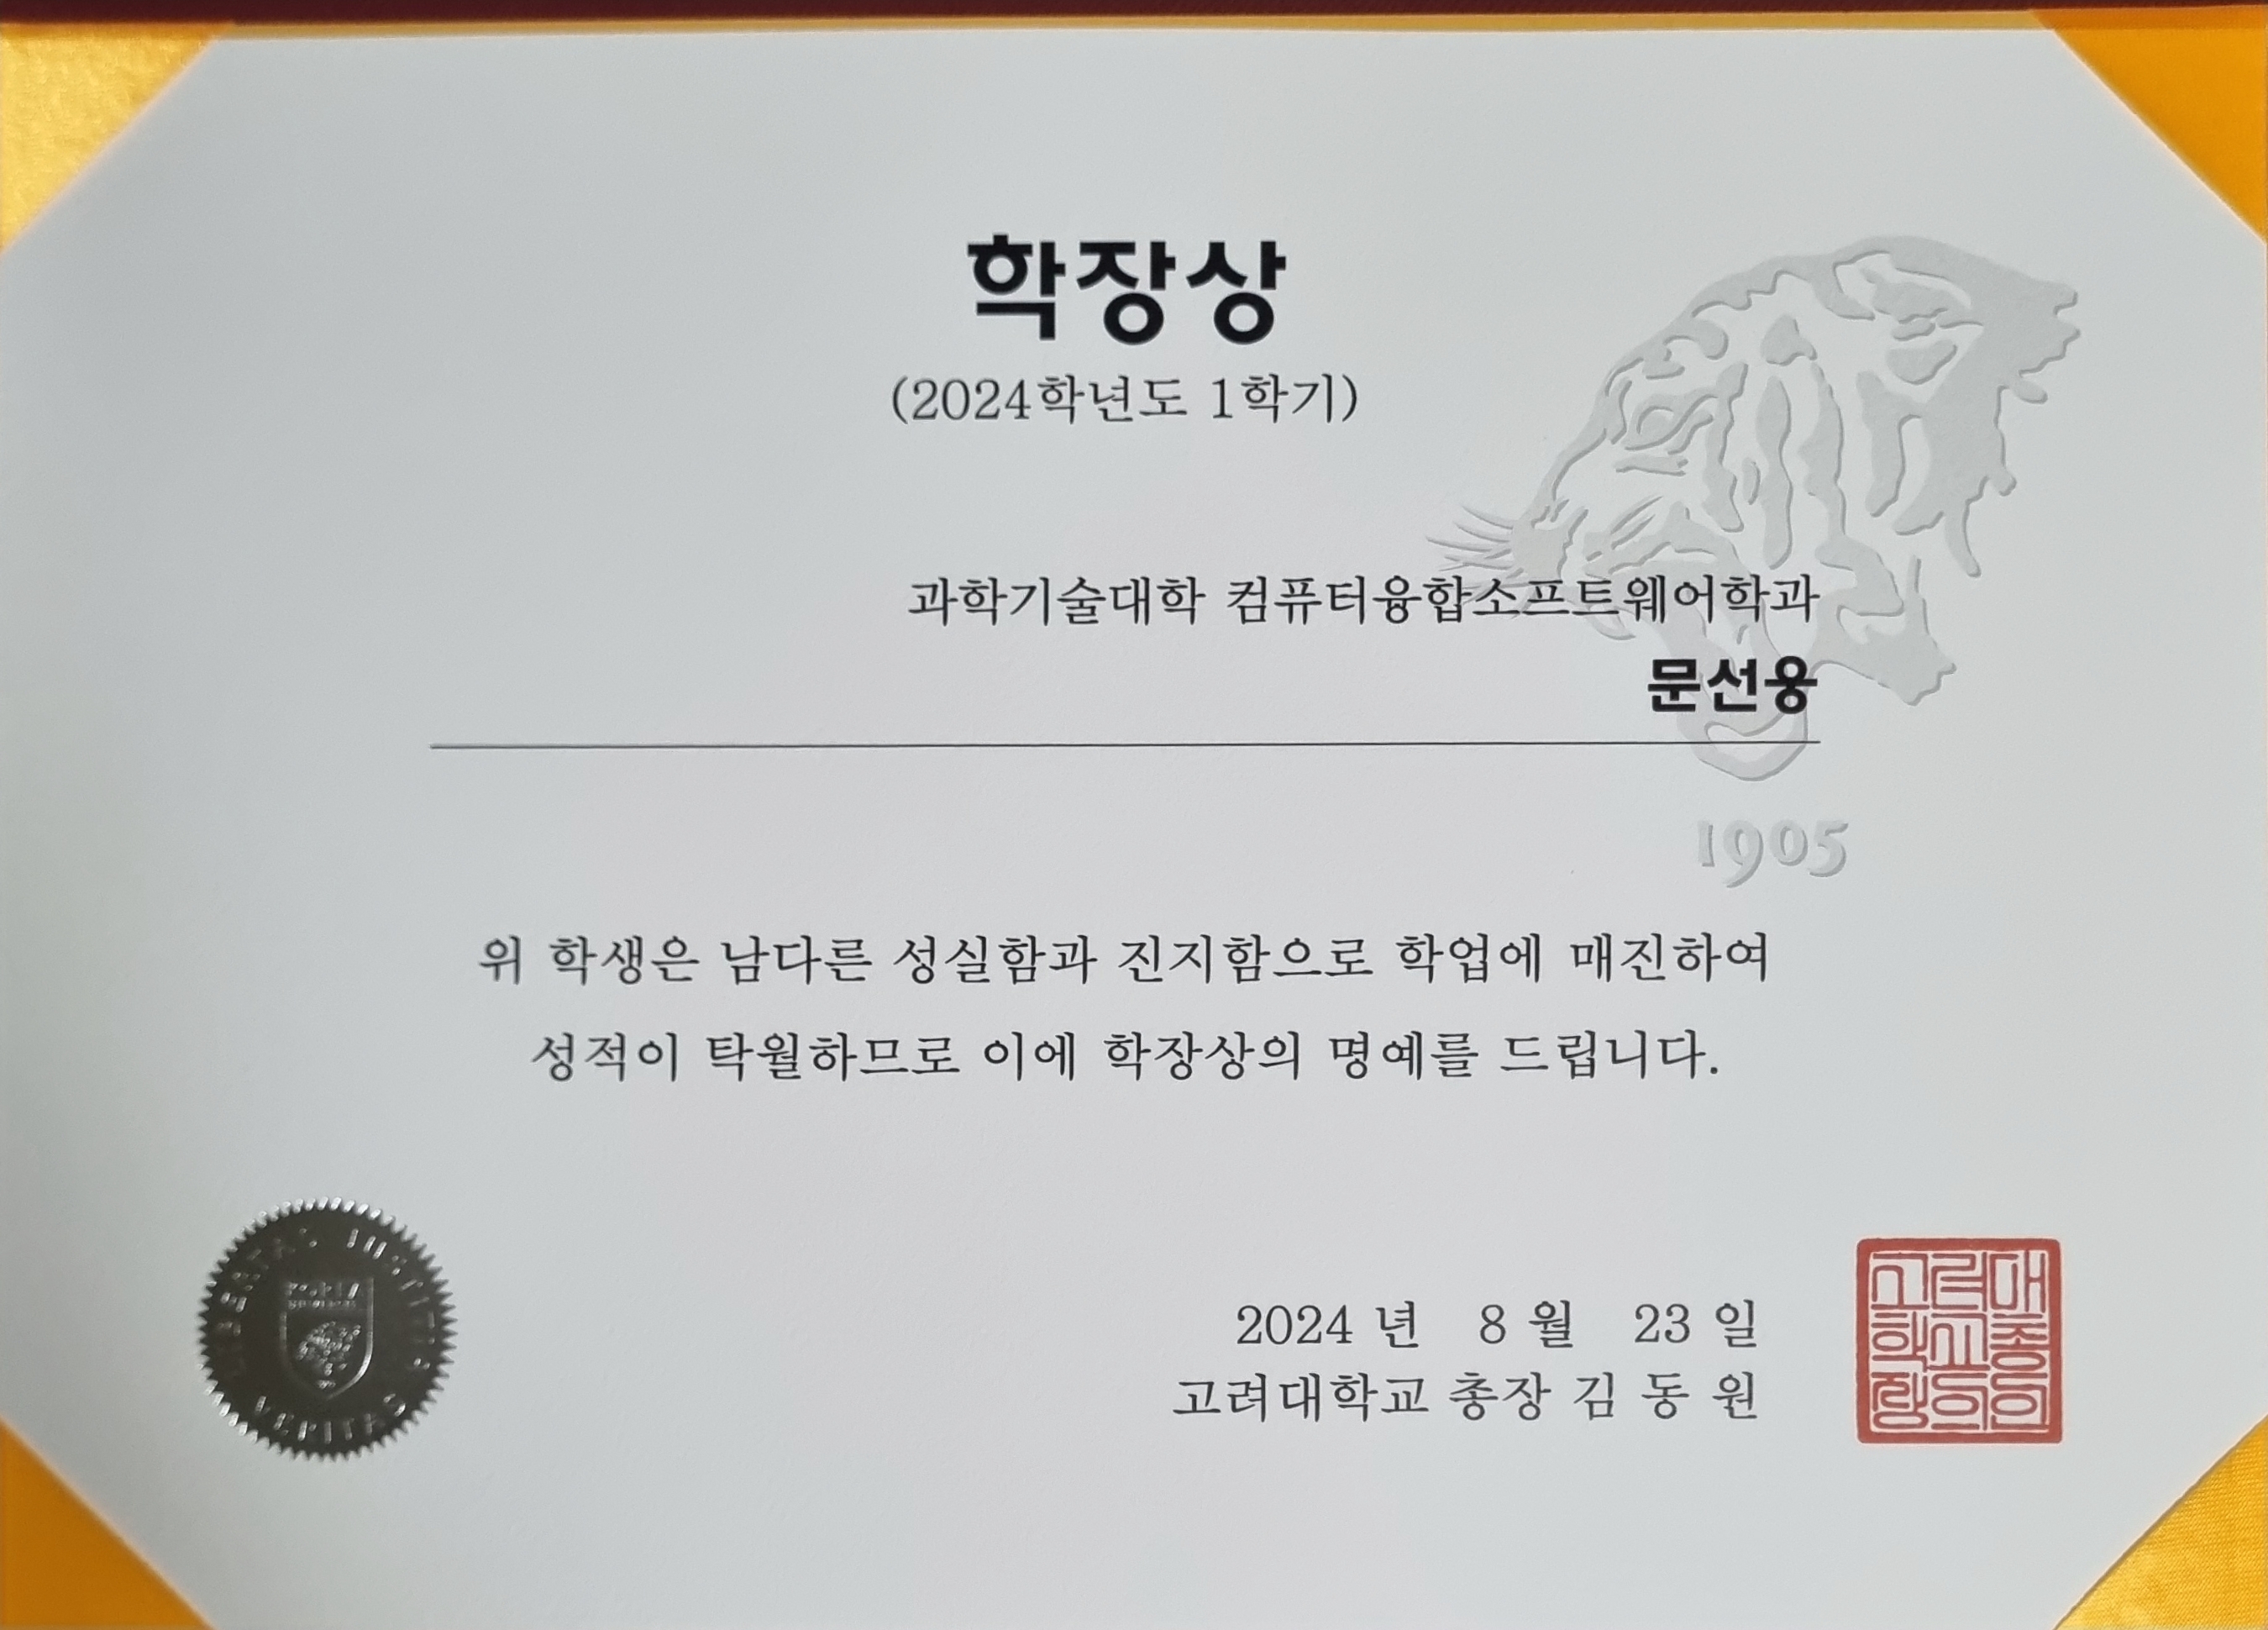 학장상
(2024학년도 1학기)
과학기술대학 컴퓨터융합소프트웨어학과
문선용
1905
위 학생은 남다른 성실함과 진지함으로 학업에 매진하여
성적이 탁월하므로 이에 학장상의 명예를 드립니다.
2024 년 8 월 23 일
고려대학교 총장 김 동 원
LIBERTAS JUSTITIA
VERITAS
고려대
학교총
장의인